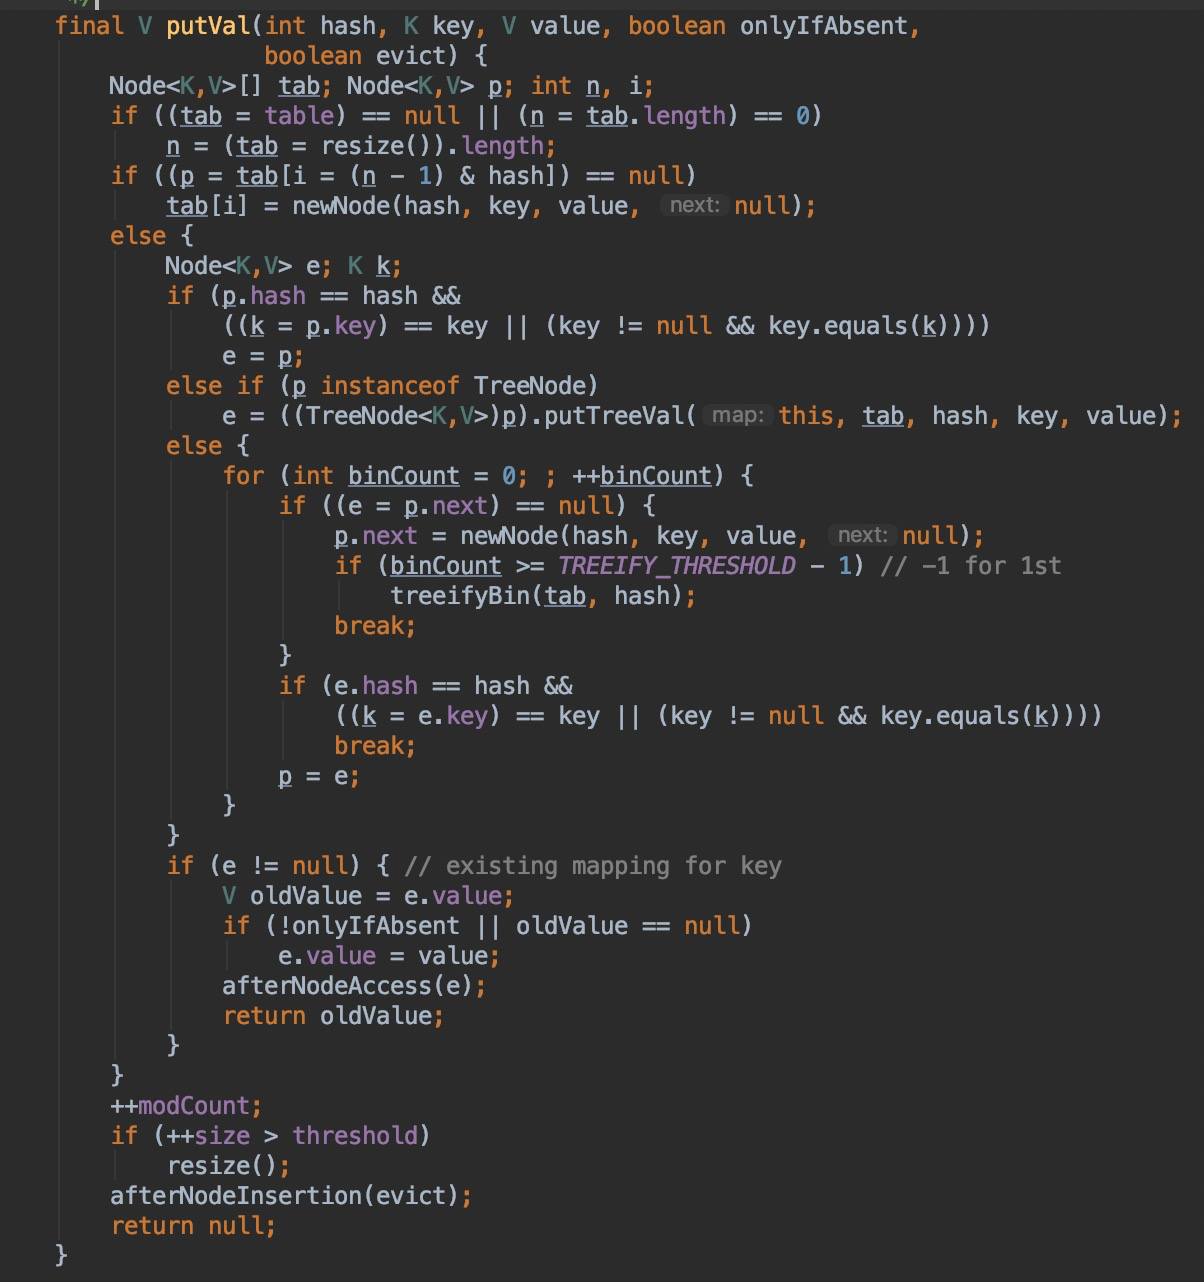 */
final V putVal(int hash, K key, V value, boolean onlyIfAbsent,
               boolean evict) {
    Node<K,V>[] tab; Node<K,V> p; int n, i;
    if ((tab = table) == null || (n = tab.length) == 0)
        n = (tab = resize()).length;
    if ((p = tab[i = (n - 1) & hash]) == null)
        tab[i] = newNode(hash, key, value, next: null);
    else {
        Node<K,V> e; K k;
        if (p.hash == hash &&
            ((k = p.key) == key || (key != null && key.equals(k))))
            e = p;
        else if (p instanceof TreeNode)
            e = ((TreeNode<K,V>)p).putTreeVal( map: this, tab, hash, key, value);
        else {
            for (int binCount = 0; ; ++binCount) {
                if ((e = p.next) == null) {
                    p.next = newNode(hash, key, value, next: null);
                    if (binCount >= TREEIFY_THRESHOLD - 1) // -1 for 1st
                        treeifyBin(tab, hash);
                    break;
                }
                if (e.hash == hash &&
                    ((k = e.key) == key || (key != null && key.equals(k))))
                    break;
                p = e;
            }
        }
        if (e != null) { // existing mapping for key
            V oldValue = e.value;
            if (!onlyIfAbsent || oldValue == null)
                e.value = value;
            afterNodeAccess(e);
            return oldValue;
        }
    }
    ++modCount;
    if (++size > threshold)
        resize();
    afterNodeInsertion(evict);
    return null;
}